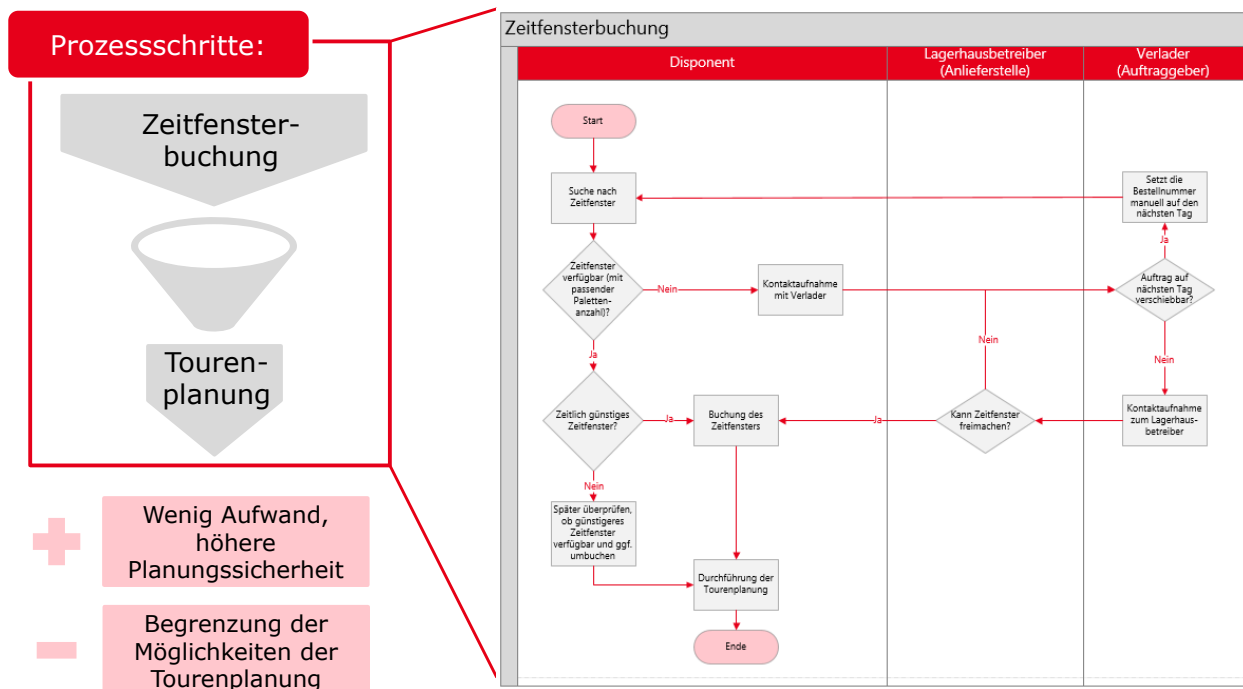 Prozessschritte:
Zeitfenster-
buchung
Touren-
planung
Wenig Aufwand,
höhere
Planungssicherheit
Begrenzung der
Möglichkeiten der
Tourenplanung
Zeitfensterbuchung
Disponent
Lagerhausbetreiber
(Anlieferstelle)
Verlader
(Auftraggeber)
Start
Suche nach
Zeitfenster
Setzt die
Bestellnummer
manuell auf den
nächsten Tag
Ja
Zeitfenster
verfügbar (mit
passender
Paletten-
anzahl)?
Nein
Kontaktaufnahme
mit Verlader
Auftrag auf
nächsten Tag
verschiebbar?
Ja
Nein
Nein
Zeitlich günstiges
Zeitfenster?
Ja
Buchung des
Zeitfensters
Ja
Kann Zeitfenster
freimachen?
Kontaktaufnahme
zum Lagerhaus-
betreiber
Nein
Später überprüfen,
ob günstigeres
Zeitfenster
verfügbar und ggf.
umbuchen
Durchführung der
Tourenplanung
Ende